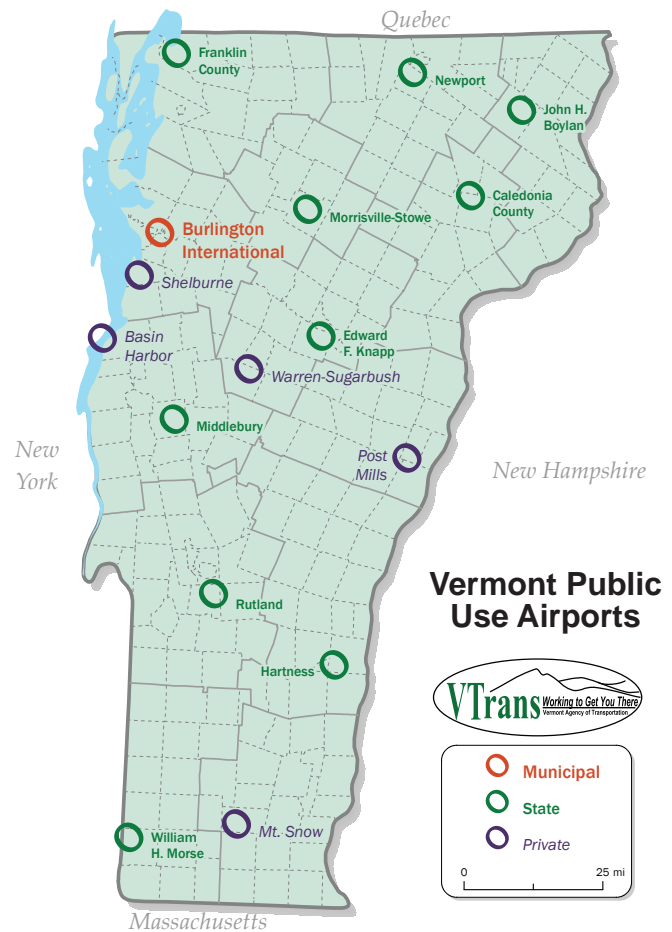 Quebec
Franklin
County
Newport
John H.
Boylan
Caledonia
County
Morrisville-Stowe
Burlington
International
Shelburne
Basin
Harbor
Edward
F. Knapp
Warren-Sugarbush
Middlebury
New
York
Post
Mills
New Hampshire
Rutland
Hartness
Vermont Public
Use Airports
VTrans
Working to Get You There
Vermont Agency of Transportation
Municipal
State
Private
0 25 mi
William
H. Morse
Mt. Snow
Massachusetts